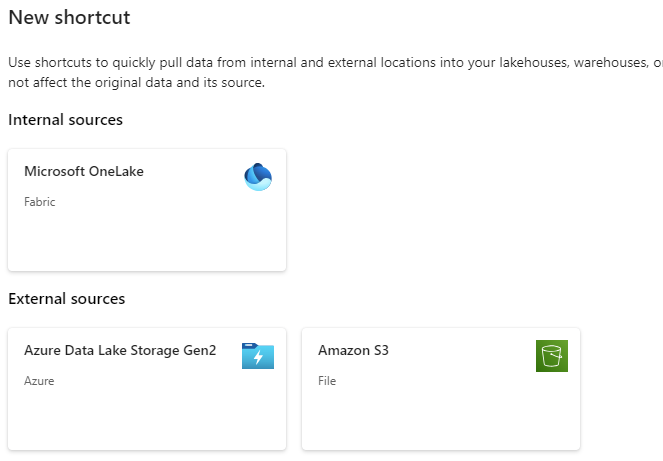 New shortcut
Use shortcuts to quickly pull data from internal and external locations into your lakehouses, warehouses, or
not affect the original data and its source.
Internal sources
Microsoft OneLake
Fabric
External sources
Azure Data Lake Storage Gen2
Azure
Amazon S3
File